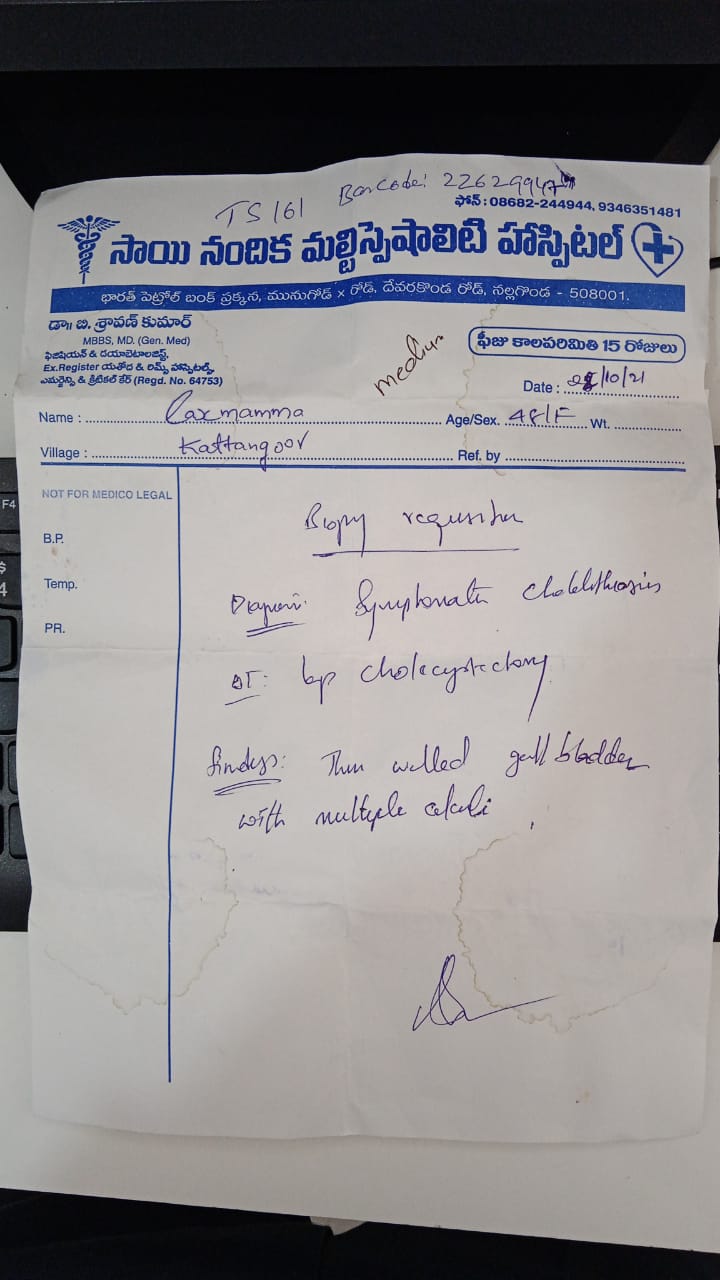 TS 161 Barcode: 22629947
ఫోన్ : 08682-244944, 9346351481
సాయి నందిక మల్టీస్పెషాలిటి హాస్పిటల్
భారత్ పెట్రోల్ బంక్ ప్రక్కన, మునుగోడ్ × రోడ్, దేవరకొండ రోడ్, నల్లగొండ - 508001.
డా॥ బి. శ్రావణ్ కుమార్
MBBS, MD. (Gen. Med)
ఫిజిషియన్ & డయాబెటాలజిస్ట్,
Ex.Register యశోద & రిమ్స్ హాస్పిటల్స్,
ఎమర్జెన్సి & క్రిటికల్ కేర్ (Regd. No. 64753)
medium
ఫీజు కాలపరిమితి 15 రోజులు
Date : /10/21
Name : Laxmamma Age/Sex. 48/F Wt.
Village : Kattangoor Ref. by
NOT FOR MEDICO LEGAL
B.P.
Temp.
PR.
Biopsy requisition
Diagnosis: Symptomatic cholelithiasis
Lap cholecystectomy
findings: Thin walled gall bladder
with multiple calculi